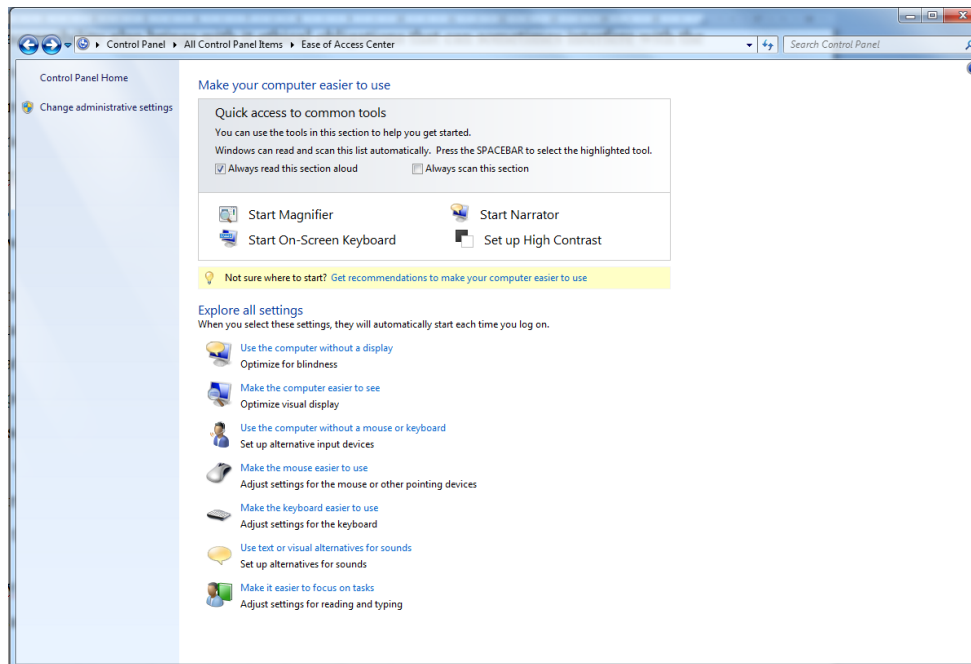 Control Panel ▸ All Control Panel Items ▸ Ease of Access Center
Search Control Panel
Control Panel Home
Change administrative settings
Make your computer easier to use
Quick access to common tools
You can use the tools in this section to help you get started.
Windows can read and scan this list automatically. Press the SPACEBAR to select the highlighted tool.
Always read this section aloud
Always scan this section
Start Magnifier
Start Narrator
Start On-Screen Keyboard
Set up High Contrast
Not sure where to start? Get recommendations to make your computer easier to use
Explore all settings
When you select these settings, they will automatically start each time you log on.
Use the computer without a display
Optimize for blindness
Make the computer easier to see
Optimize visual display
Use the computer without a mouse or keyboard
Set up alternative input devices
Make the mouse easier to use
Adjust settings for the mouse or other pointing devices
Make the keyboard easier to use
Adjust settings for the keyboard
Use text or visual alternatives for sounds
Set up alternatives for sounds
Make it easier to focus on tasks
Adjust settings for reading and typing